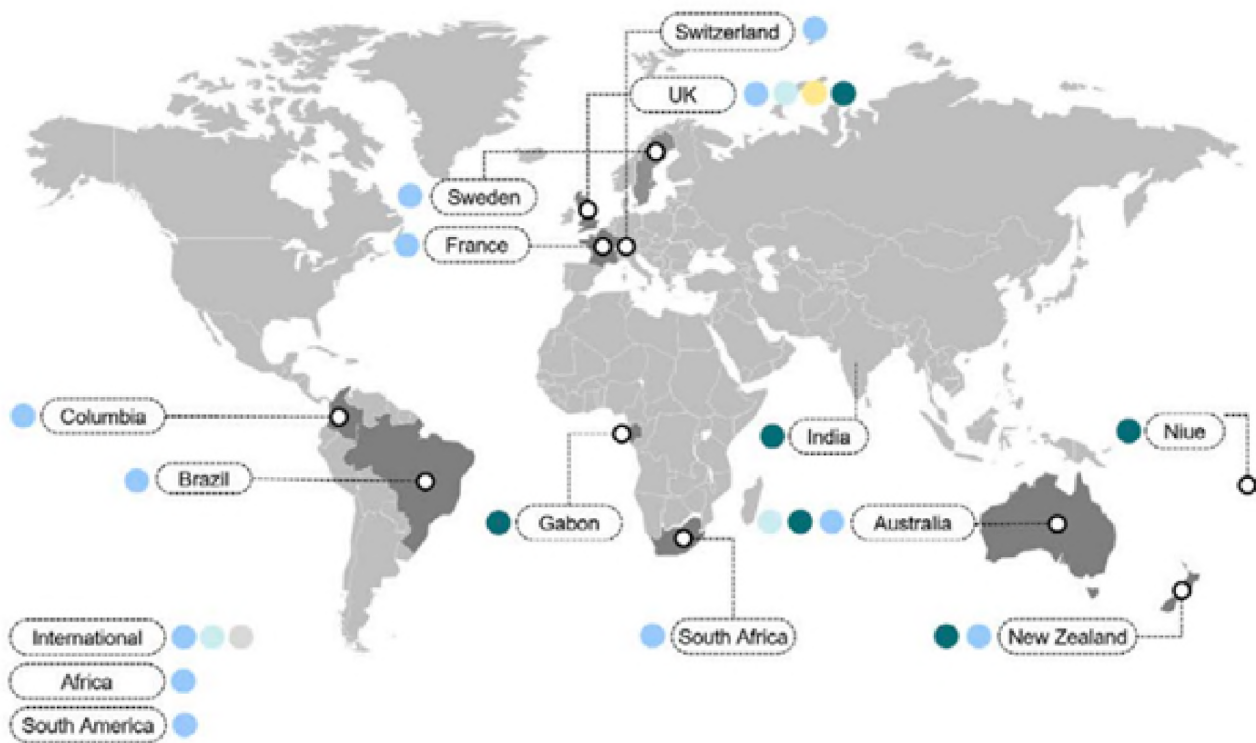 Switzerland
UK
Sweden
France
Columbia
Brazil
India
Niue
Gabon
Australia
International
South Africa
New Zealand
Africa
South America